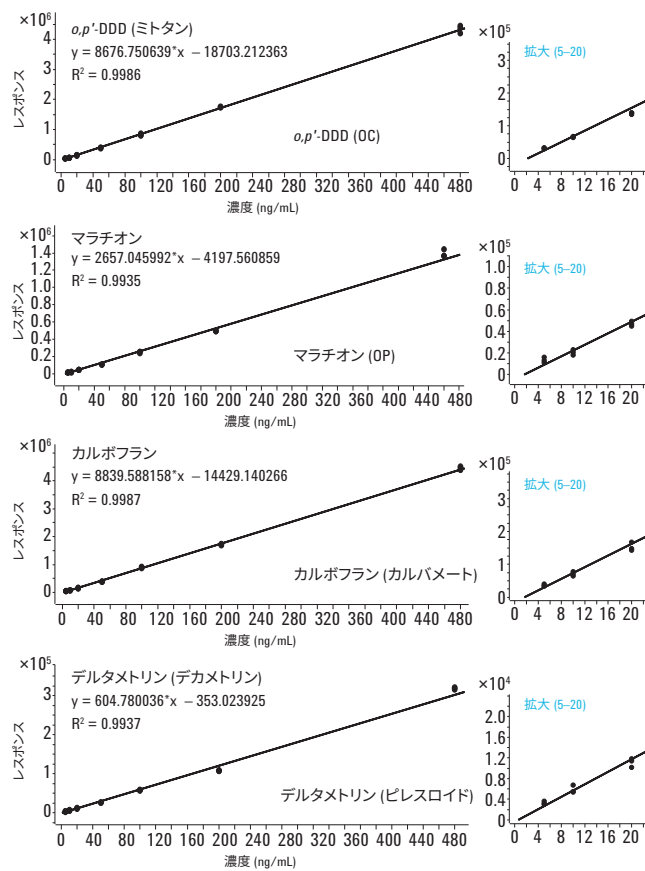 ×10⁶
o,p'-DDD (ミトタン)
y = 8676.750639*x − 18703.212363
R² = 0.9986
レスポンス
4
3
2
1
0
o,p'-DDD (OC)
0 40 80 120 160 200 240 280 320 360 400 440 480
濃度 (ng/mL)
×10⁵
拡大 (5–20)
3
2
1
0
0 4 8 12 16 20
×10⁶
マラチオン
y = 2657.045992*x − 4197.560859
R² = 0.9935
レスポンス
1.4
1.2
1.0
0.8
0.6
0.4
0.2
0
マラチオン (OP)
0 40 80 120 160 200 240 280 320 360 400 440 480
濃度 (ng/mL)
×10⁵
拡大 (5–20)
1.0
0.8
0.6
0.4
0.2
0
0 4 8 12 16 20
×10⁶
カルボフラン
y = 8839.588158*x − 14429.140266
R² = 0.9987
レスポンス
4
3
2
1
0
カルボフラン (カルバメート)
0 40 80 120 160 200 240 280 320 360 400 440 480
濃度 (ng/mL)
×10⁵
拡大 (5–20)
3
2
1
0
0 4 8 12 16 20
×10⁵
デルタメトリン (デカメトリン)
y = 604.780036*x − 353.023925
R² = 0.9937
レスポンス
3
2
1
0
デルタメトリン (ピレスロイド)
0 40 80 120 160 200 240 280 320 360 400 440 480
濃度 (ng/mL)
×10⁴
拡大 (5–20)
2.0
1.6
1.2
0.8
0.4
0
0 4 8 12 16 20